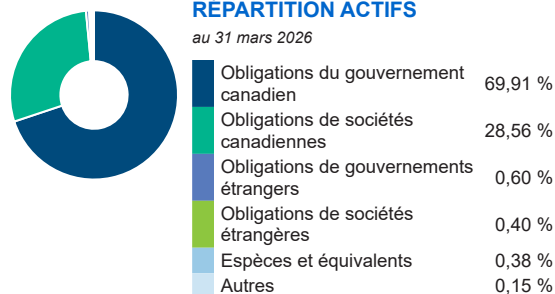 RÉPARTITION ACTIFS
au 31 mars 2026
Obligations du gouvernement
canadien 69,91 %
Obligations de sociétés
canadiennes 28,56 %
Obligations de gouvernements
étrangers 0,60 %
Obligations de sociétés
étrangères 0,40 %
Espèces et équivalents 0,38 %
Autres 0,15 %